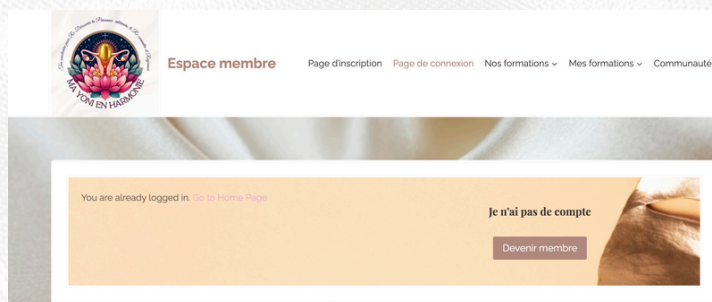 MA YONI EN HARMONIE
Espace membre
Page d'inscription
Page de connexion
Nos formations
Mes formations
Communauté
You are already logged in. Go to Home Page
Je n'ai pas de compte
Devenir membre